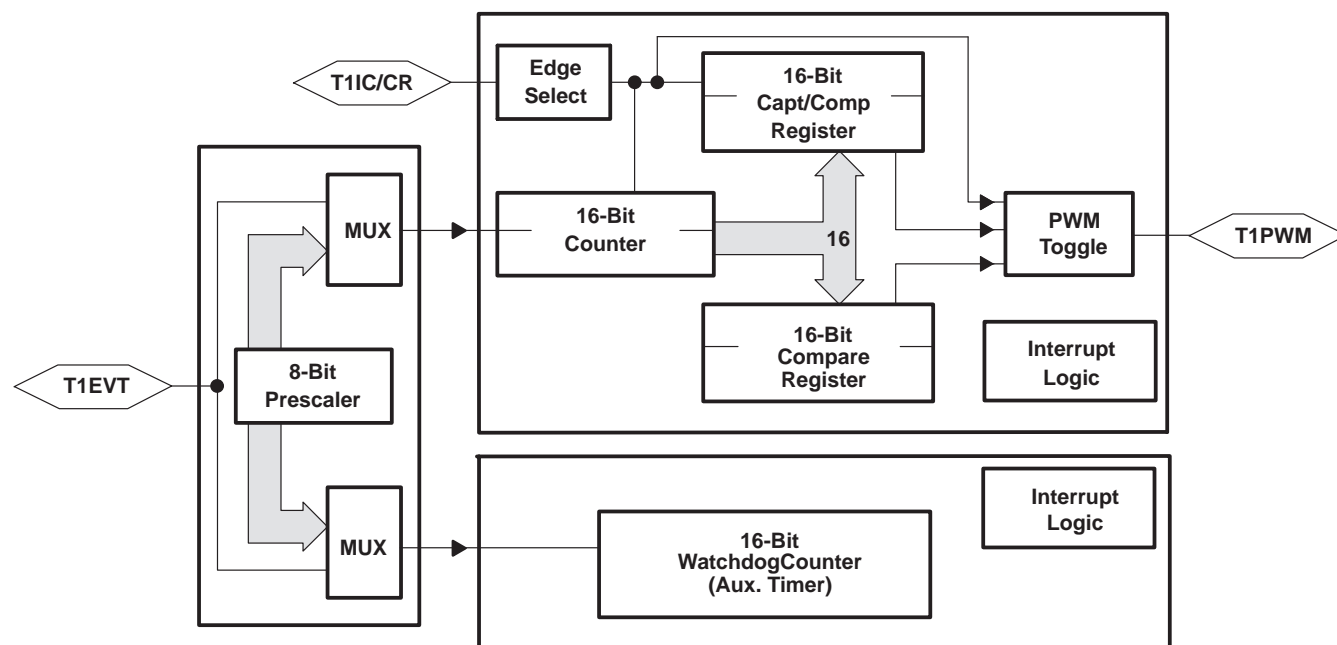 T1IC/CR
Edge
Select
16-Bit
Capt/Comp
Register
MUX
16-Bit
Counter
16
PWM
Toggle
T1PWM
16-Bit
Compare
Register
Interrupt
Logic
T1EVT
8-Bit
Prescaler
MUX
16-Bit
WatchdogCounter
(Aux. Timer)
Interrupt
Logic